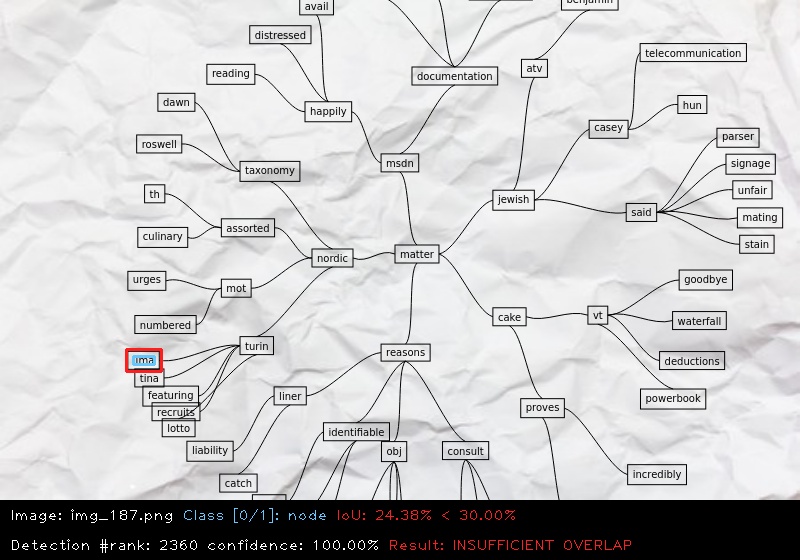 benjamin
avail
distressed
telecommunication
atv
reading
documentation
dawn
hun
happily
casey
parser
roswell
msdn
signage
taxonomy
unfair
th
jewish
said
mating
assorted
culinary
stain
matter
nordic
urges
goodbye
mot
vt
cake
waterfall
numbered
turin
reasons
ima
deductions
tina
featuring
liner
powerbook
recruits
proves
lotto
identifiable
liability
obj
consult
incredibly
catch
Image: img_187.png Class [0/1]: node IoU: 24.38% < 30.00%
Detection #rank: 2360 confidence: 100.00% Result: INSUFFICIENT OVERLAP